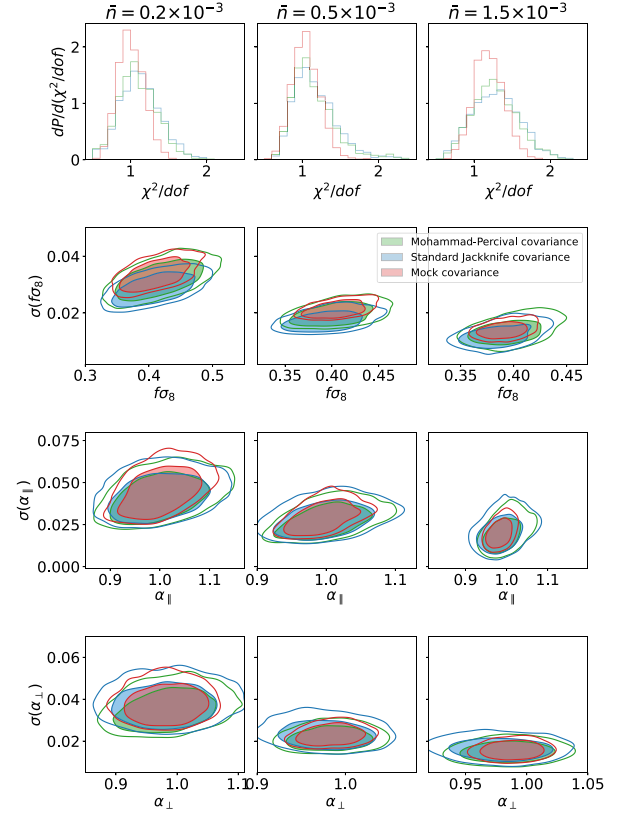 n̄ = 0.2×10⁻³ n̄ = 0.5×10⁻³ n̄ = 1.5×10⁻³
dP/d(χ²/dof)
2
1
0
1 2 1 2 1 2
χ²/dof χ²/dof χ²/dof
σ(fσ₈)
0.04
0.02
Mohammad-Percival covariance
Standard Jackknife covariance
Mock covariance
0.3 0.4 0.5 0.35 0.40 0.45 0.35 0.40 0.45
fσ₈ fσ₈ fσ₈
σ(α∥)
0.075
0.050
0.025
0.000
0.9 1.0 1.1 0.9 1.0 1.1 0.9 1.0 1.1
α∥ α∥ α∥
σ(α⊥)
0.06
0.04
0.02
0.9 1.0 1.1 0.9 1.0 0.95 1.00 1.05
α⊥ α⊥ α⊥